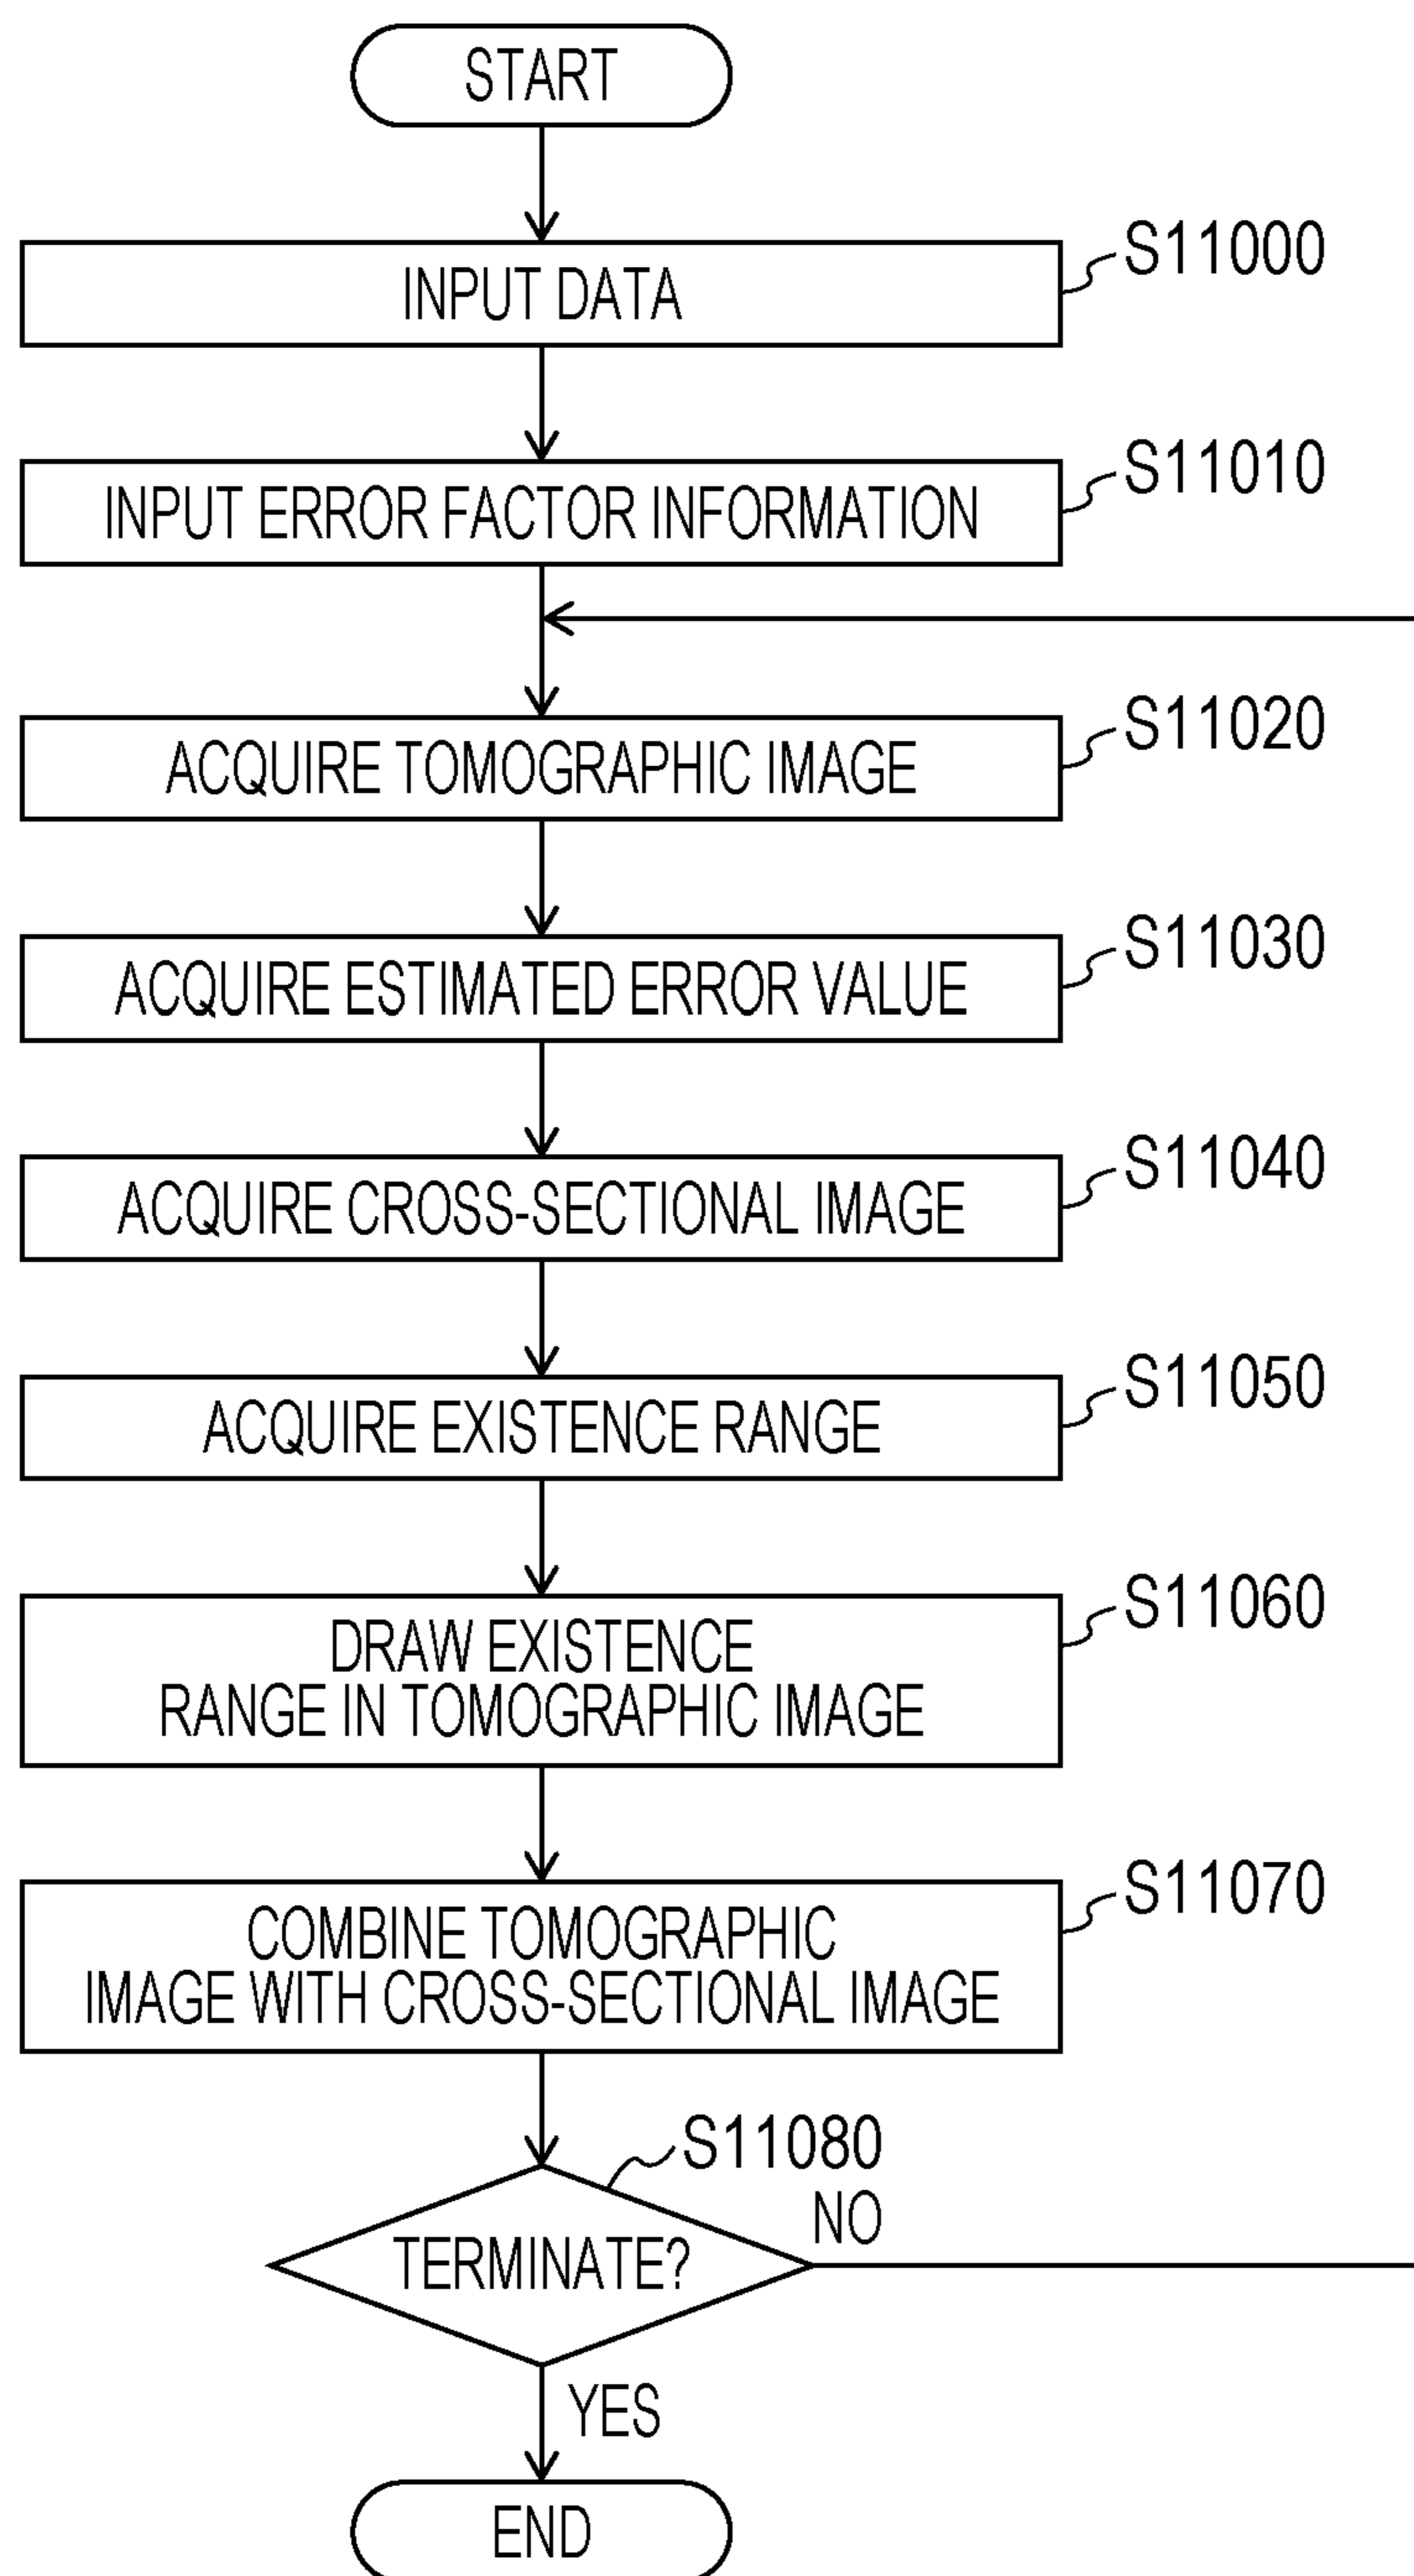 START
INPUT DATA
S11000
INPUT ERROR FACTOR INFORMATION
S11010
ACQUIRE TOMOGRAPHIC IMAGE
S11020
ACQUIRE ESTIMATED ERROR VALUE
S11030
ACQUIRE CROSS-SECTIONAL IMAGE
S11040
ACQUIRE EXISTENCE RANGE
S11050
DRAW EXISTENCE
RANGE IN TOMOGRAPHIC IMAGE
S11060
COMBINE TOMOGRAPHIC
IMAGE WITH CROSS-SECTIONAL IMAGE
S11070
S11080
TERMINATE?
NO
YES
END